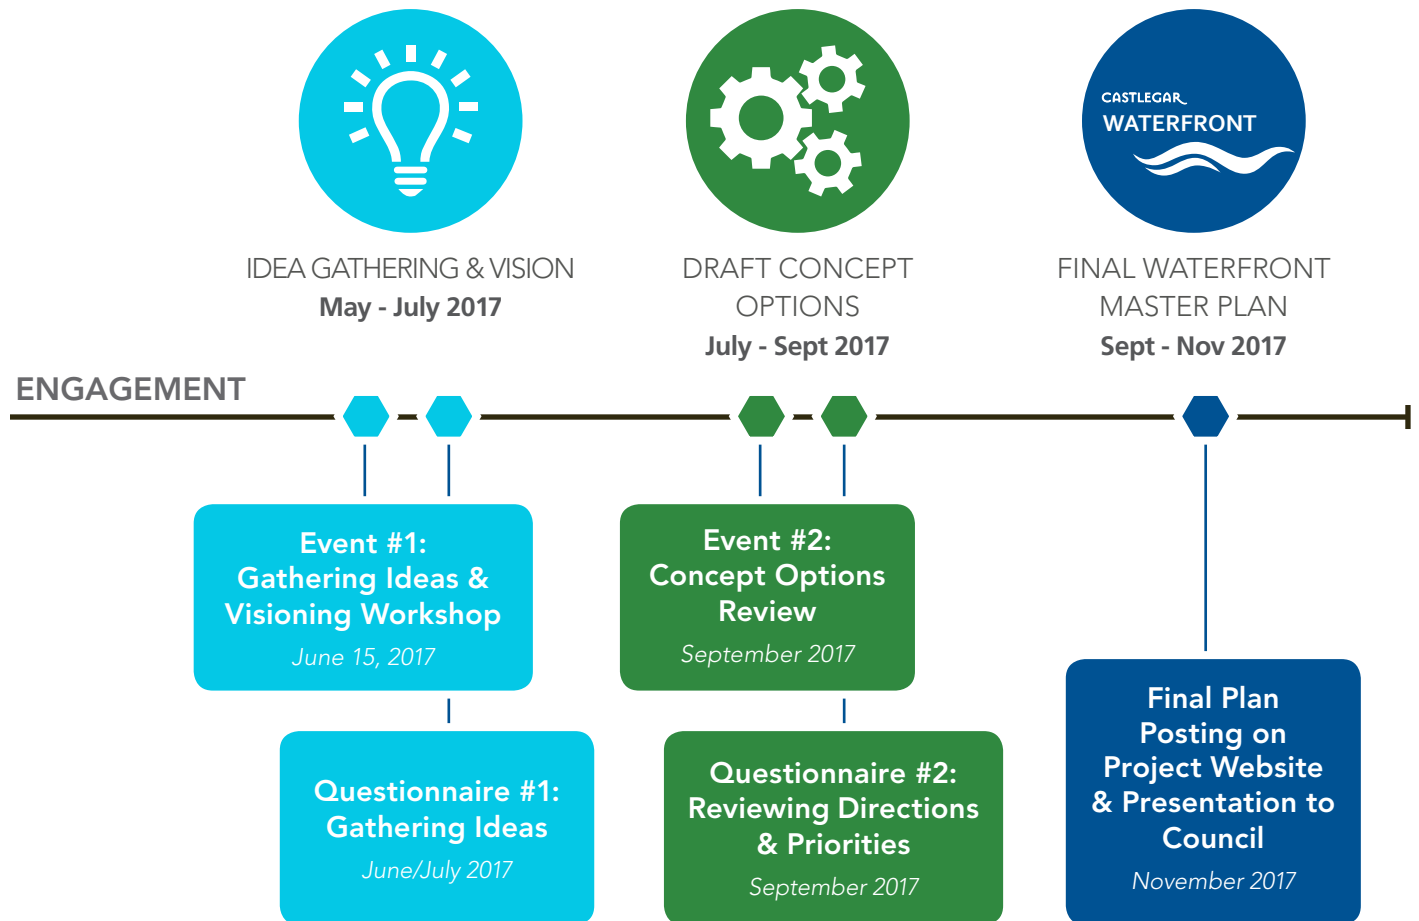 CASTLEGAR
WATERFRONT
IDEA GATHERING & VISION
May - July 2017
DRAFT CONCEPT
OPTIONS
July - Sept 2017
FINAL WATERFRONT
MASTER PLAN
Sept - Nov 2017
ENGAGEMENT
Event #1:
Gathering Ideas &
Visioning Workshop
June 15, 2017
Event #2:
Concept Options
Review
September 2017
Questionnaire #1:
Gathering Ideas
June/July 2017
Questionnaire #2:
Reviewing Directions
& Priorities
September 2017
Final Plan
Posting on
Project Website
& Presentation to
Council
November 2017